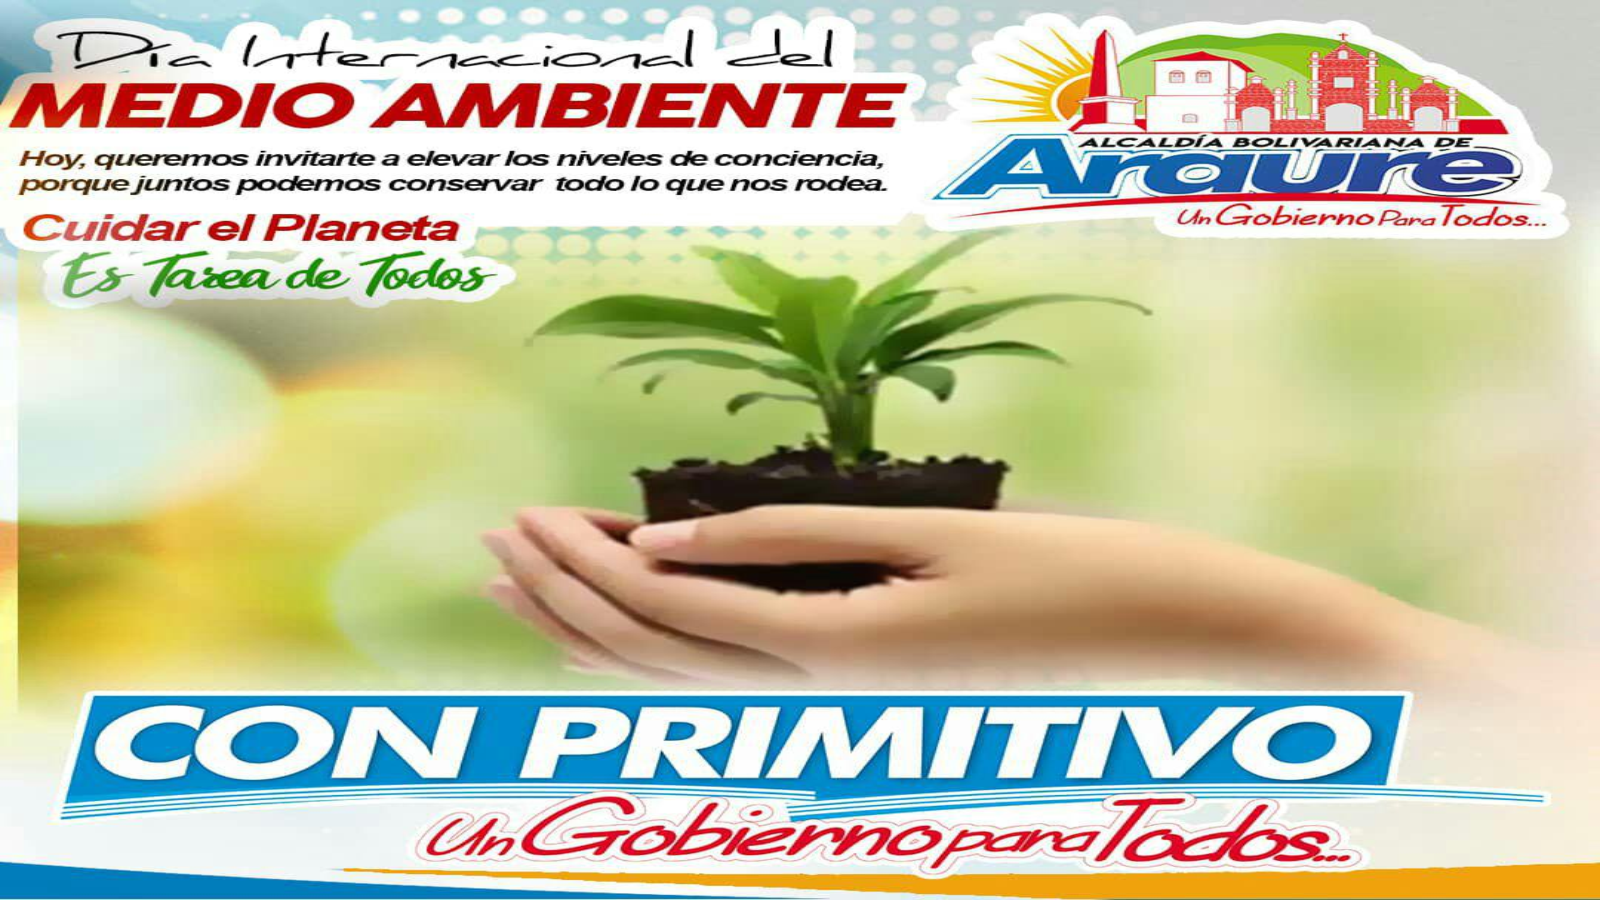 Día Internacional del
MEDIO AMBIENTE
Hoy, queremos invitarte a elevar los niveles de conciencia,
porque juntos podemos conservar todo lo que nos rodea.
Cuidar el Planeta
Es Tarea de Todos
ALCALDÍA BOLIVARIANA DE
Araure
Un Gobierno Para Todos...
CON PRIMITIVO
Un Gobierno para Todos...